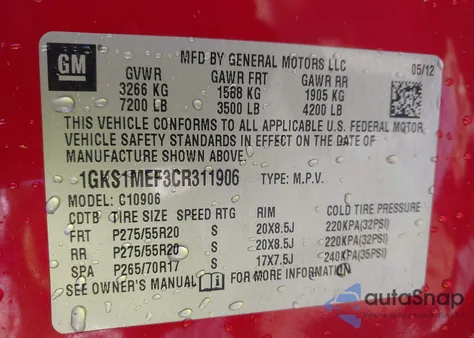 GM
MFD BY GENERAL MOTORS LLC
05/12
GVWR GAWR FRT GAWR RR
3266 KG 1588 KG 1905 KG
7200 LB 3500 LB 4200 LB
THIS VEHICLE CONFORMS TO ALL APPLICABLE U.S. FEDERAL MOTOR
VEHICLE SAFETY STANDARDS IN EFFECT ON THE DATE OF
MANUFACTURE SHOWN ABOVE.
1GKS1MEF3CR311906 TYPE: M.P.V.
MODEL: C10906
CDTB TIRE SIZE SPEED RTG RIM COLD TIRE PRESSURE
FRT P275/55R20 S 20X8.5J 220KPA(32PSI)
RR P275/55R20 S 20X8.5J 220KPA(32PSI)
SPA P265/70R17 S 17X7.5J 240KPA(35PSI)
SEE OWNER'S MANUAL FOR MORE INFORMATION
autoSnap